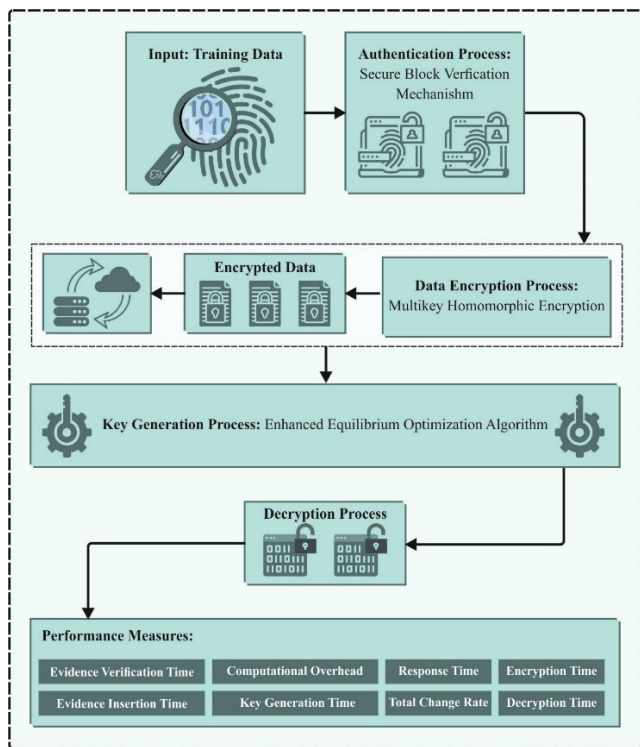 Input: Training Data
101
1110
Authentication Process:
Secure Block Verfication
Mechanishm
Encrypted Data
Data Encryption Process:
Multikey Homomorphic Encryption
Key Generation Process: Enhanced Equilibrium Optimization Algorithm
Decryption Process
Performance Measures:
Evidence Verification Time
Computational Overhead
Response Time
Encryption Time
Evidence Insertion Time
Key Generation Time
Total Change Rate
Decryption Time